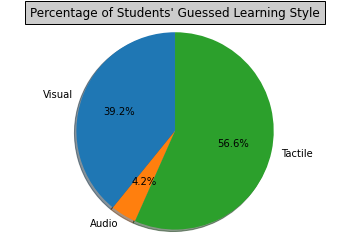 Percentage of Students' Guessed Learning Style
Visual
39.2%
56.6%
Tactile
4.2%
Audio